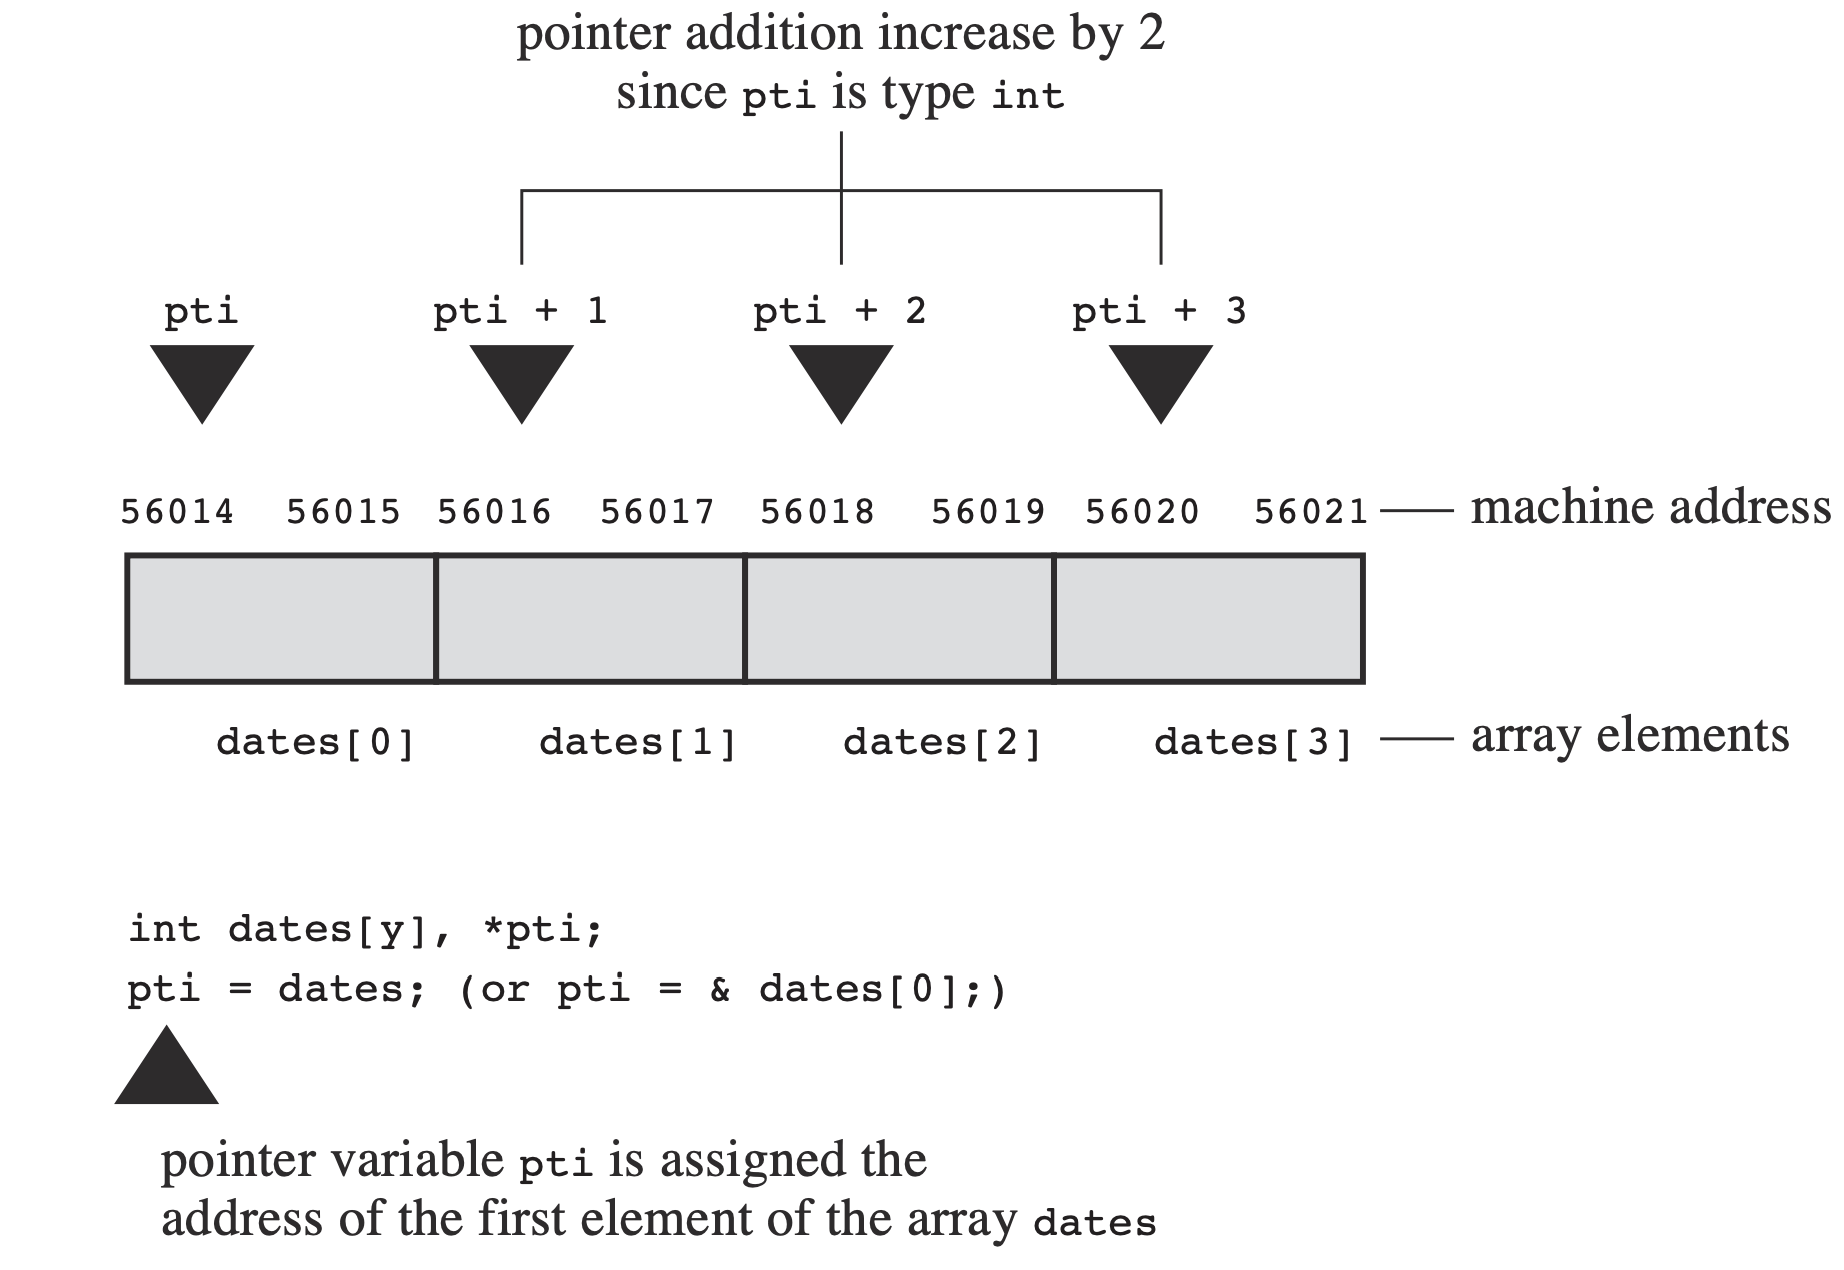 pointer addition increase by 2
since pti is type int
pti pti + 1 pti + 2 pti + 3
56014 56015 56016 56017 56018 56019 56020 56021 machine address
dates[0] dates[1] dates[2] dates[3] array elements
int dates[y], *pti;
pti = dates; (or pti = & dates[0];)
pointer variable pti is assigned the
address of the first element of the array dates